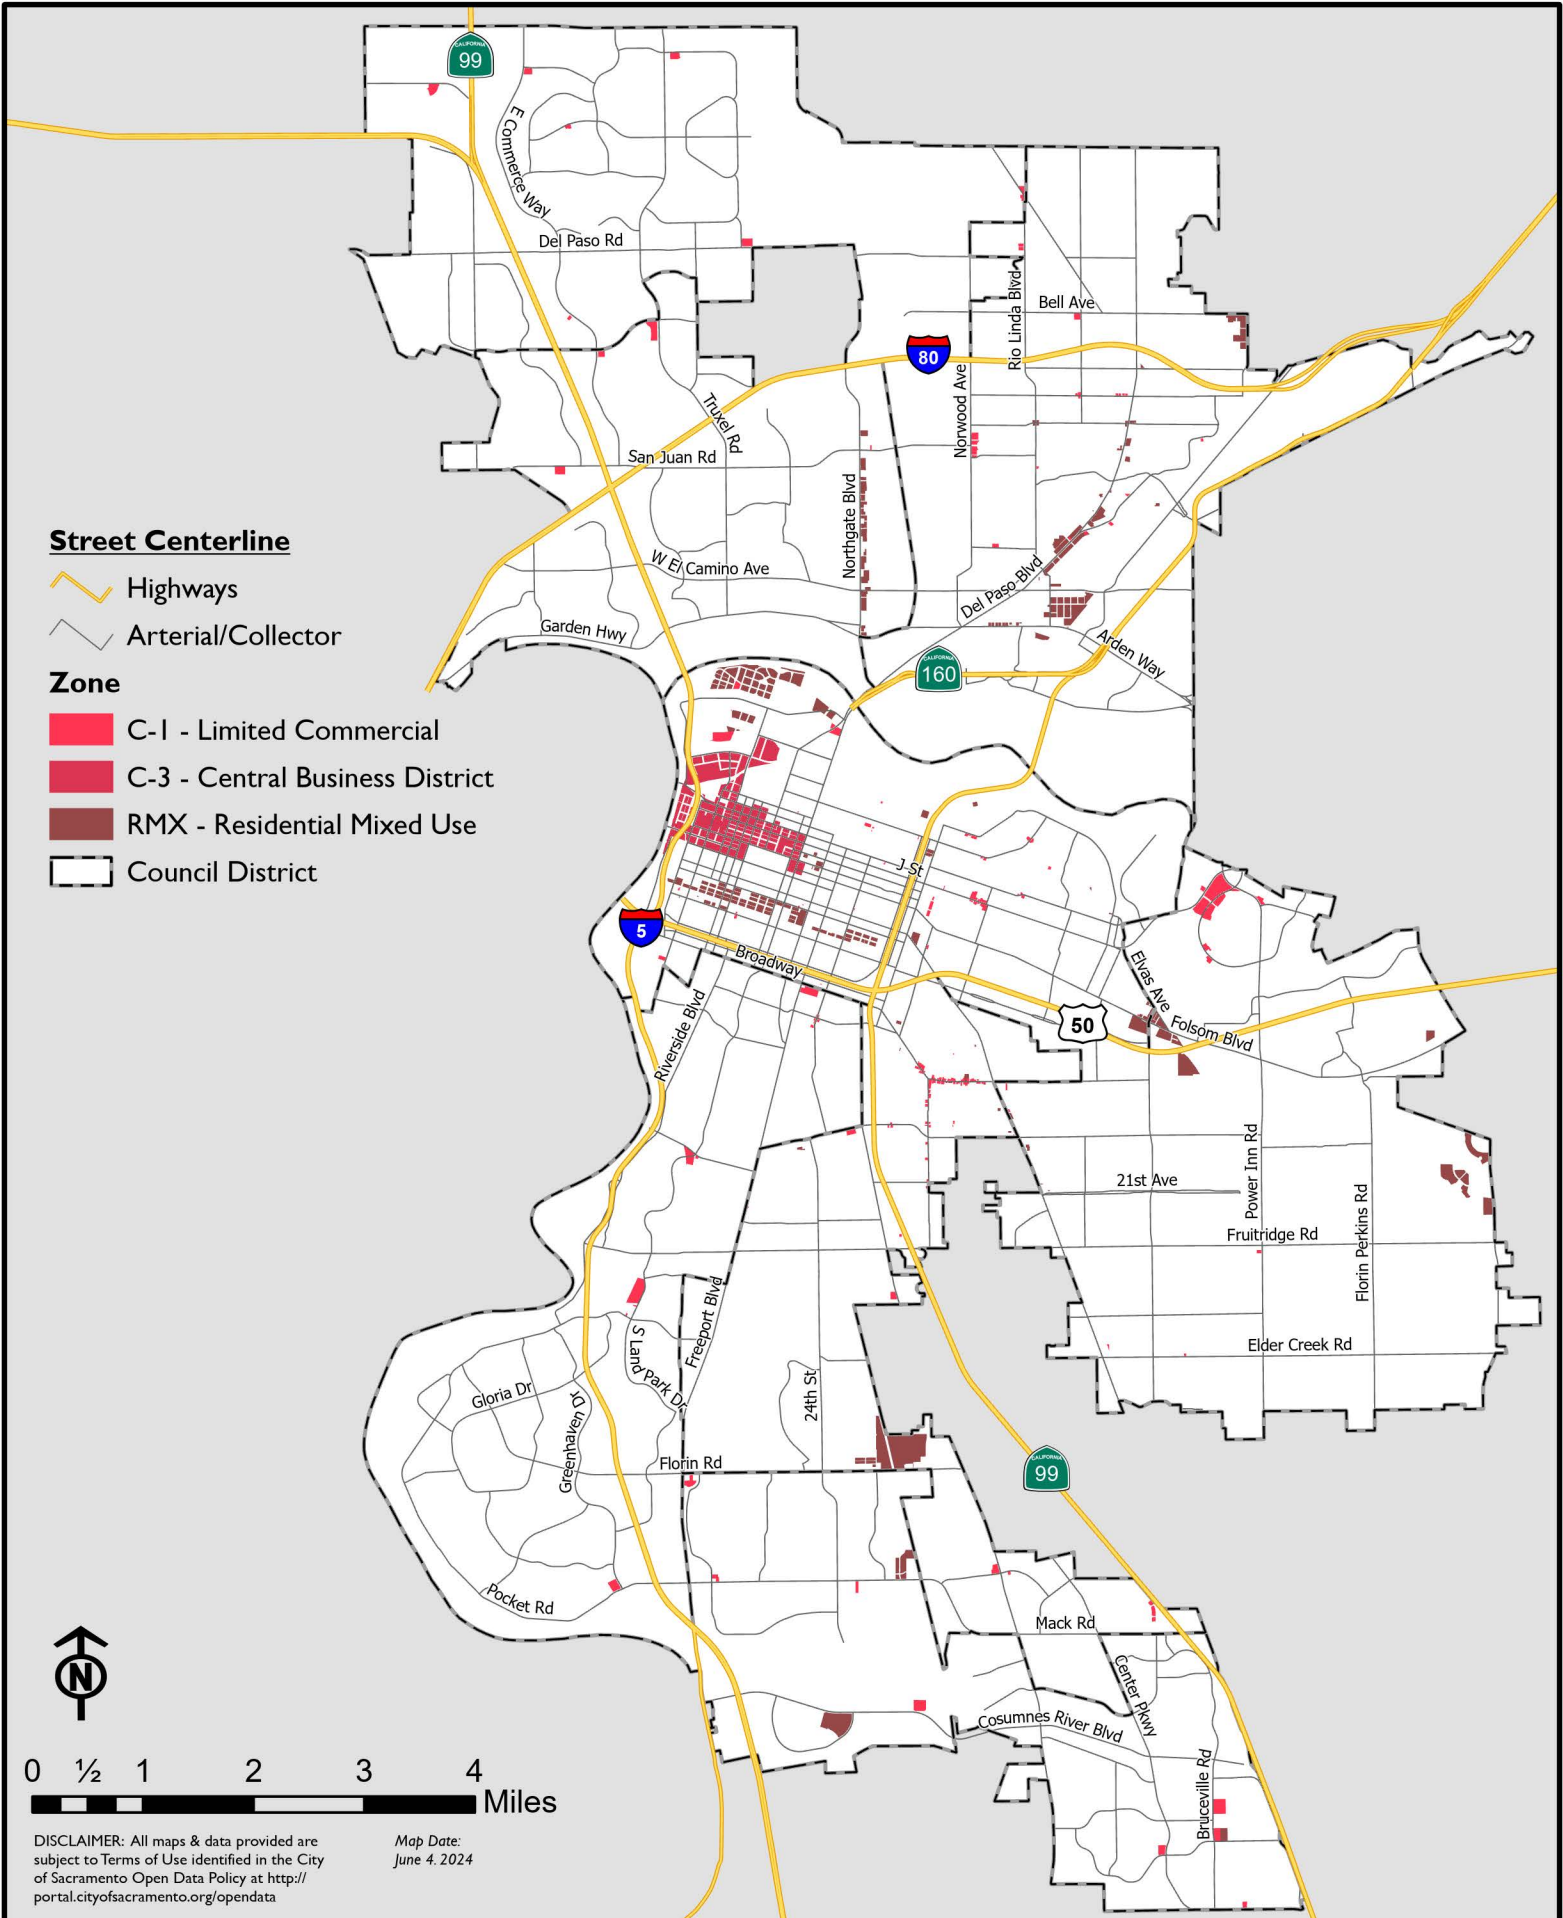 CALIFORNIA
99
E Commerce Way
Del Paso Rd
Rio Linda Blvd
Bell Ave
80
Norwood Ave
Truxel Rd
San Juan Rd
Northgate Blvd
W El Camino Ave
Del Paso Blvd
Garden Hwy
Arden Way
CALIFORNIA
160
Street Centerline
Highways
Arterial/Collector
Zone
C-1 - Limited Commercial
C-3 - Central Business District
RMX - Residential Mixed Use
Council District
J St
5
Broadway
Elvas Ave
50
Folsom Blvd
Riverside Blvd
Power Inn Rd
21st Ave
Florin Perkins Rd
Fruitridge Rd
Freeport Blvd
S Land Park Dr
Elder Creek Rd
Gloria Dr
24th St
Greenhaven Dr
Florin Rd
CALIFORNIA
99
Pocket Rd
Mack Rd
Center Pkwy
Cosumnes River Blvd
Bruceville Rd
N
0 ½ 1 2 3 4
Miles
DISCLAIMER: All maps & data provided are
subject to Terms of Use identified in the City
of Sacramento Open Data Policy at http://
portal.cityofsacramento.org/opendata
Map Date:
June 4. 2024